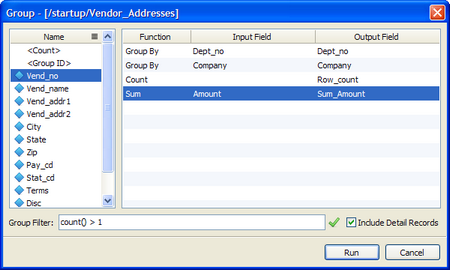 Group - [/startup/Vendor_Addresses]
Name
<Count>
<Group ID>
Vend_no
Vend_name
Vend_addr1
Vend_addr2
City
State
Zip
Pay_cd
Stat_cd
Terms
Disc
Function Input Field Output Field
Group By Dept_no Dept_no
Group By Company Company
Count Row_count
Sum Amount Sum_Amount
Group Filter: count() > 1 Include Detail Records
Run Cancel